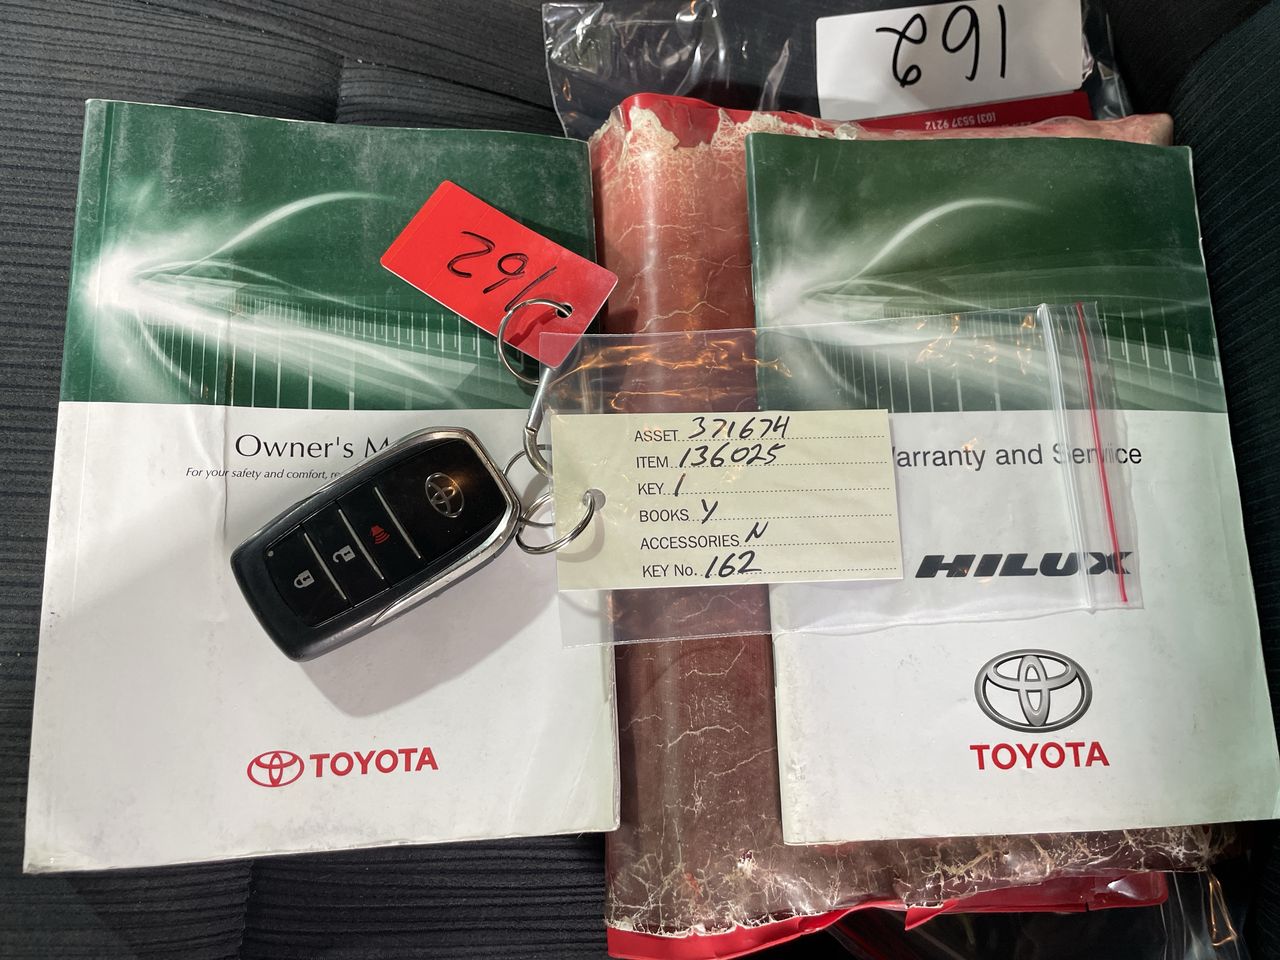 162
(03) 5537 9212
162
Owner's M
For your safety and comfort, re
TOYOTA
ASSET 371674
ITEM 136025
KEY 1
BOOKS Y
ACCESSORIES N
KEY No. 162
Warranty and Service
HILUX
TOYOTA